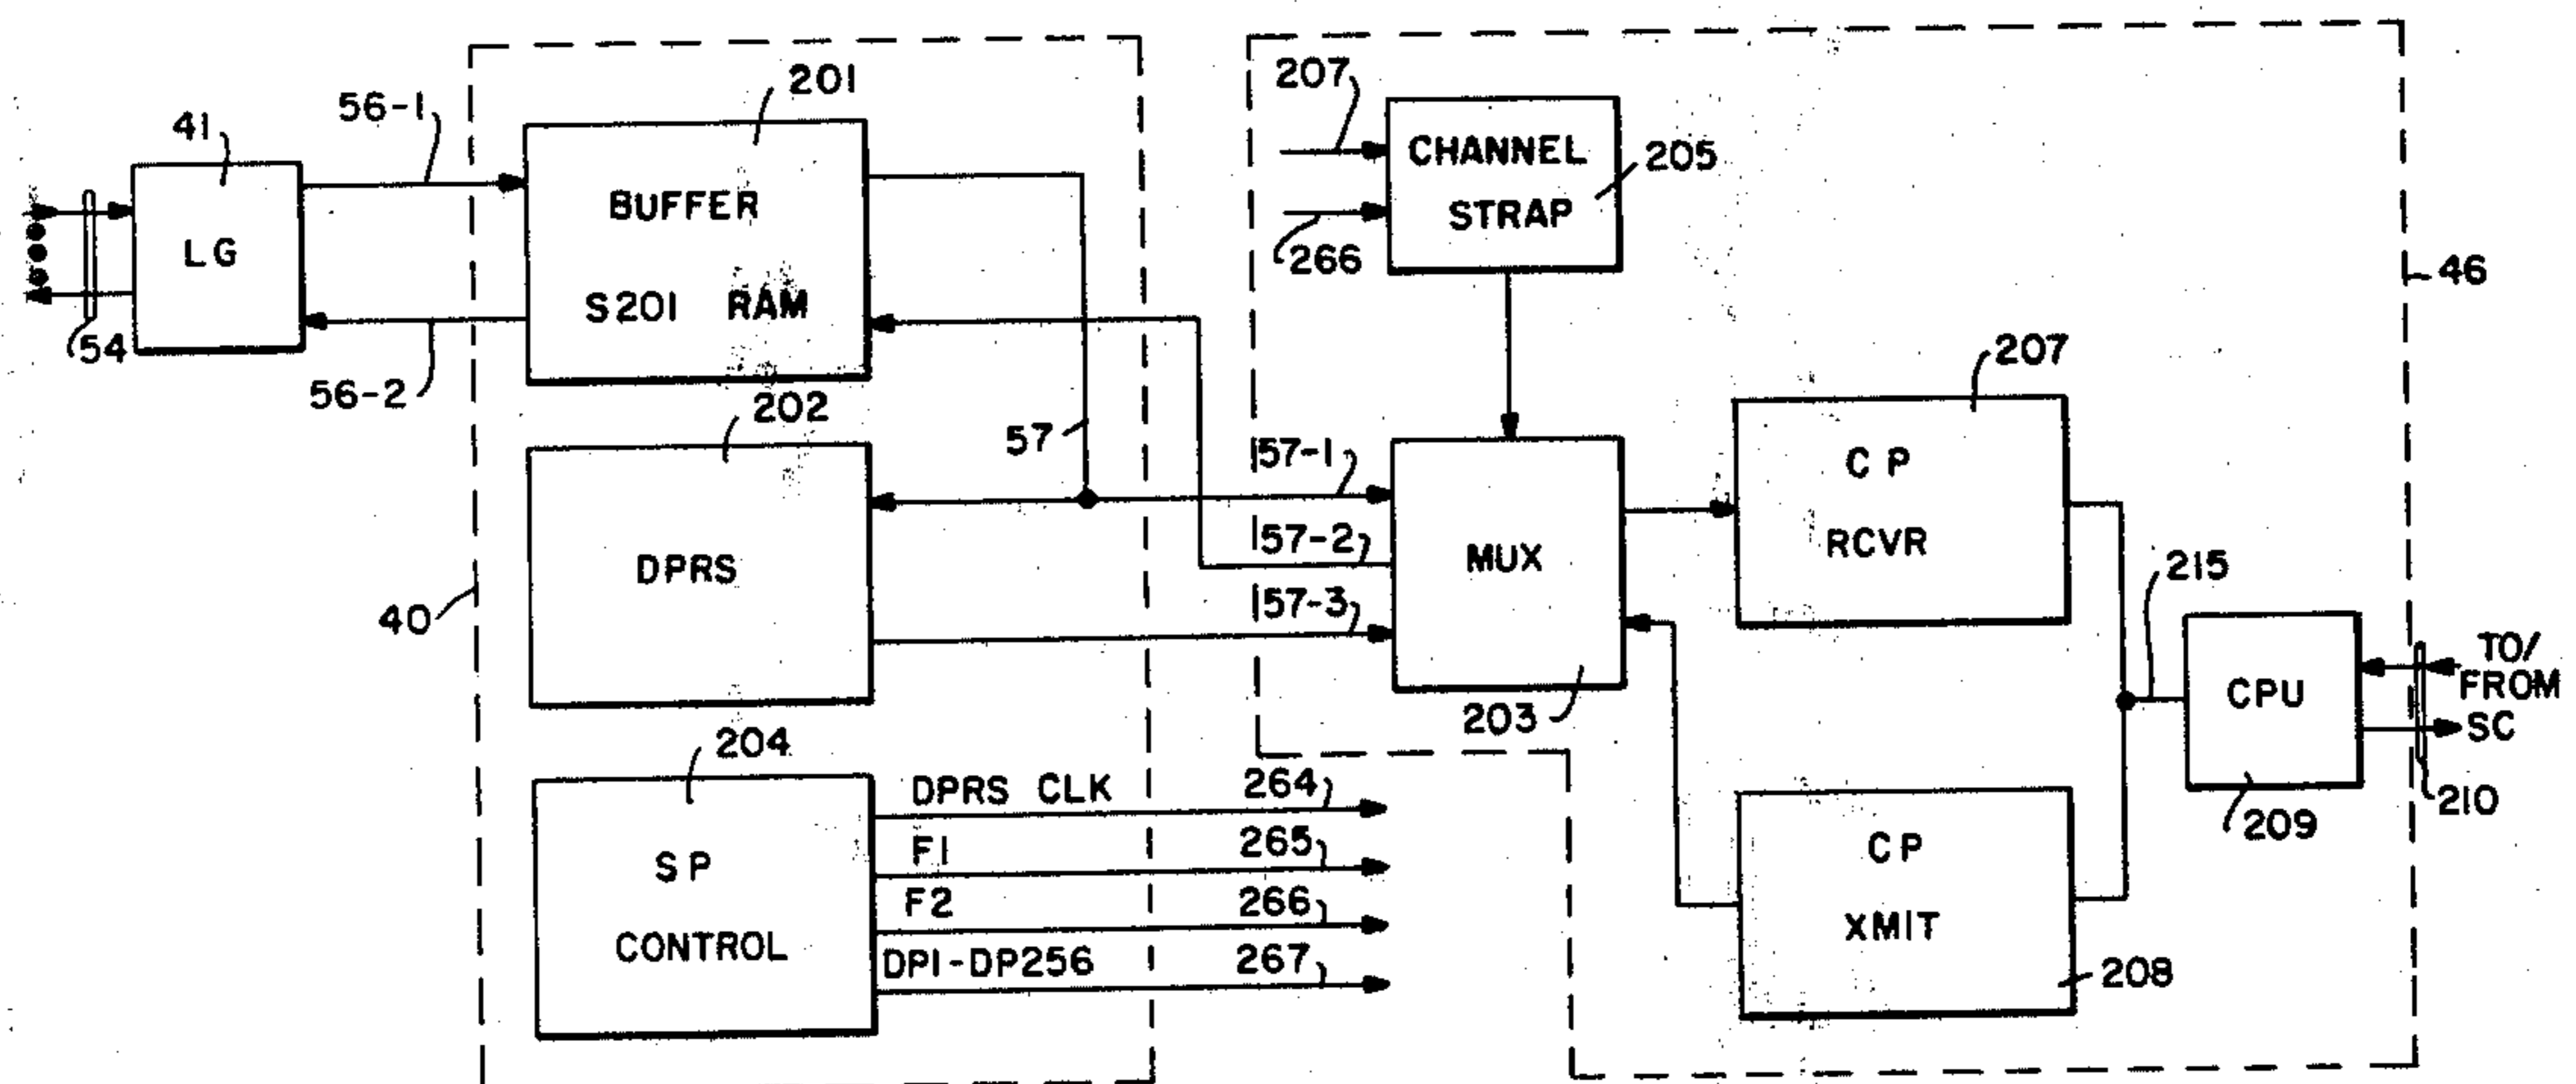 41
LG
54
56-1
56-2
201
BUFFER
S201 RAM
202
DPRS
40
57
204
SP
CONTROL
DPRS CLK 264
F1 265
F2 266
DP1-DP256 267
207
266
CHANNEL
STRAP
205
57-1
57-2
57-3
MUX
203
207
CP
RCVR
CP
XMIT
208
215
CPU
209
46
TO/
FROM
SC
210